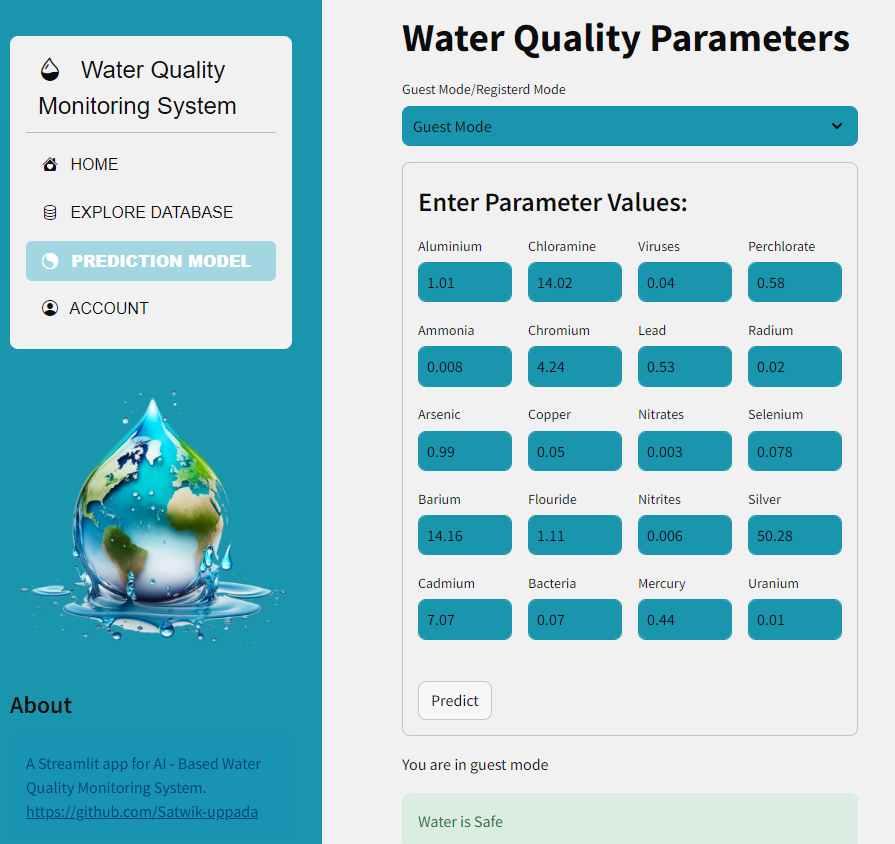 Water Quality
Monitoring System
HOME
EXPLORE DATABASE
PREDICTION MODEL
ACCOUNT
About
A Streamlit app for AI - Based Water
Quality Monitoring System.
https://github.com/Satwik-uppada
Water Quality Parameters
Guest Mode/Registerd Mode
Guest Mode
Enter Parameter Values:
Aluminium Chloramine Viruses Perchlorate
1.01 14.02 0.04 0.58
Ammonia Chromium Lead Radium
0.008 4.24 0.53 0.02
Arsenic Copper Nitrates Selenium
0.99 0.05 0.003 0.078
Barium Flouride Nitrites Silver
14.16 1.11 0.006 50.28
Cadmium Bacteria Mercury Uranium
7.07 0.07 0.44 0.01
Predict
You are in guest mode
Water is Safe